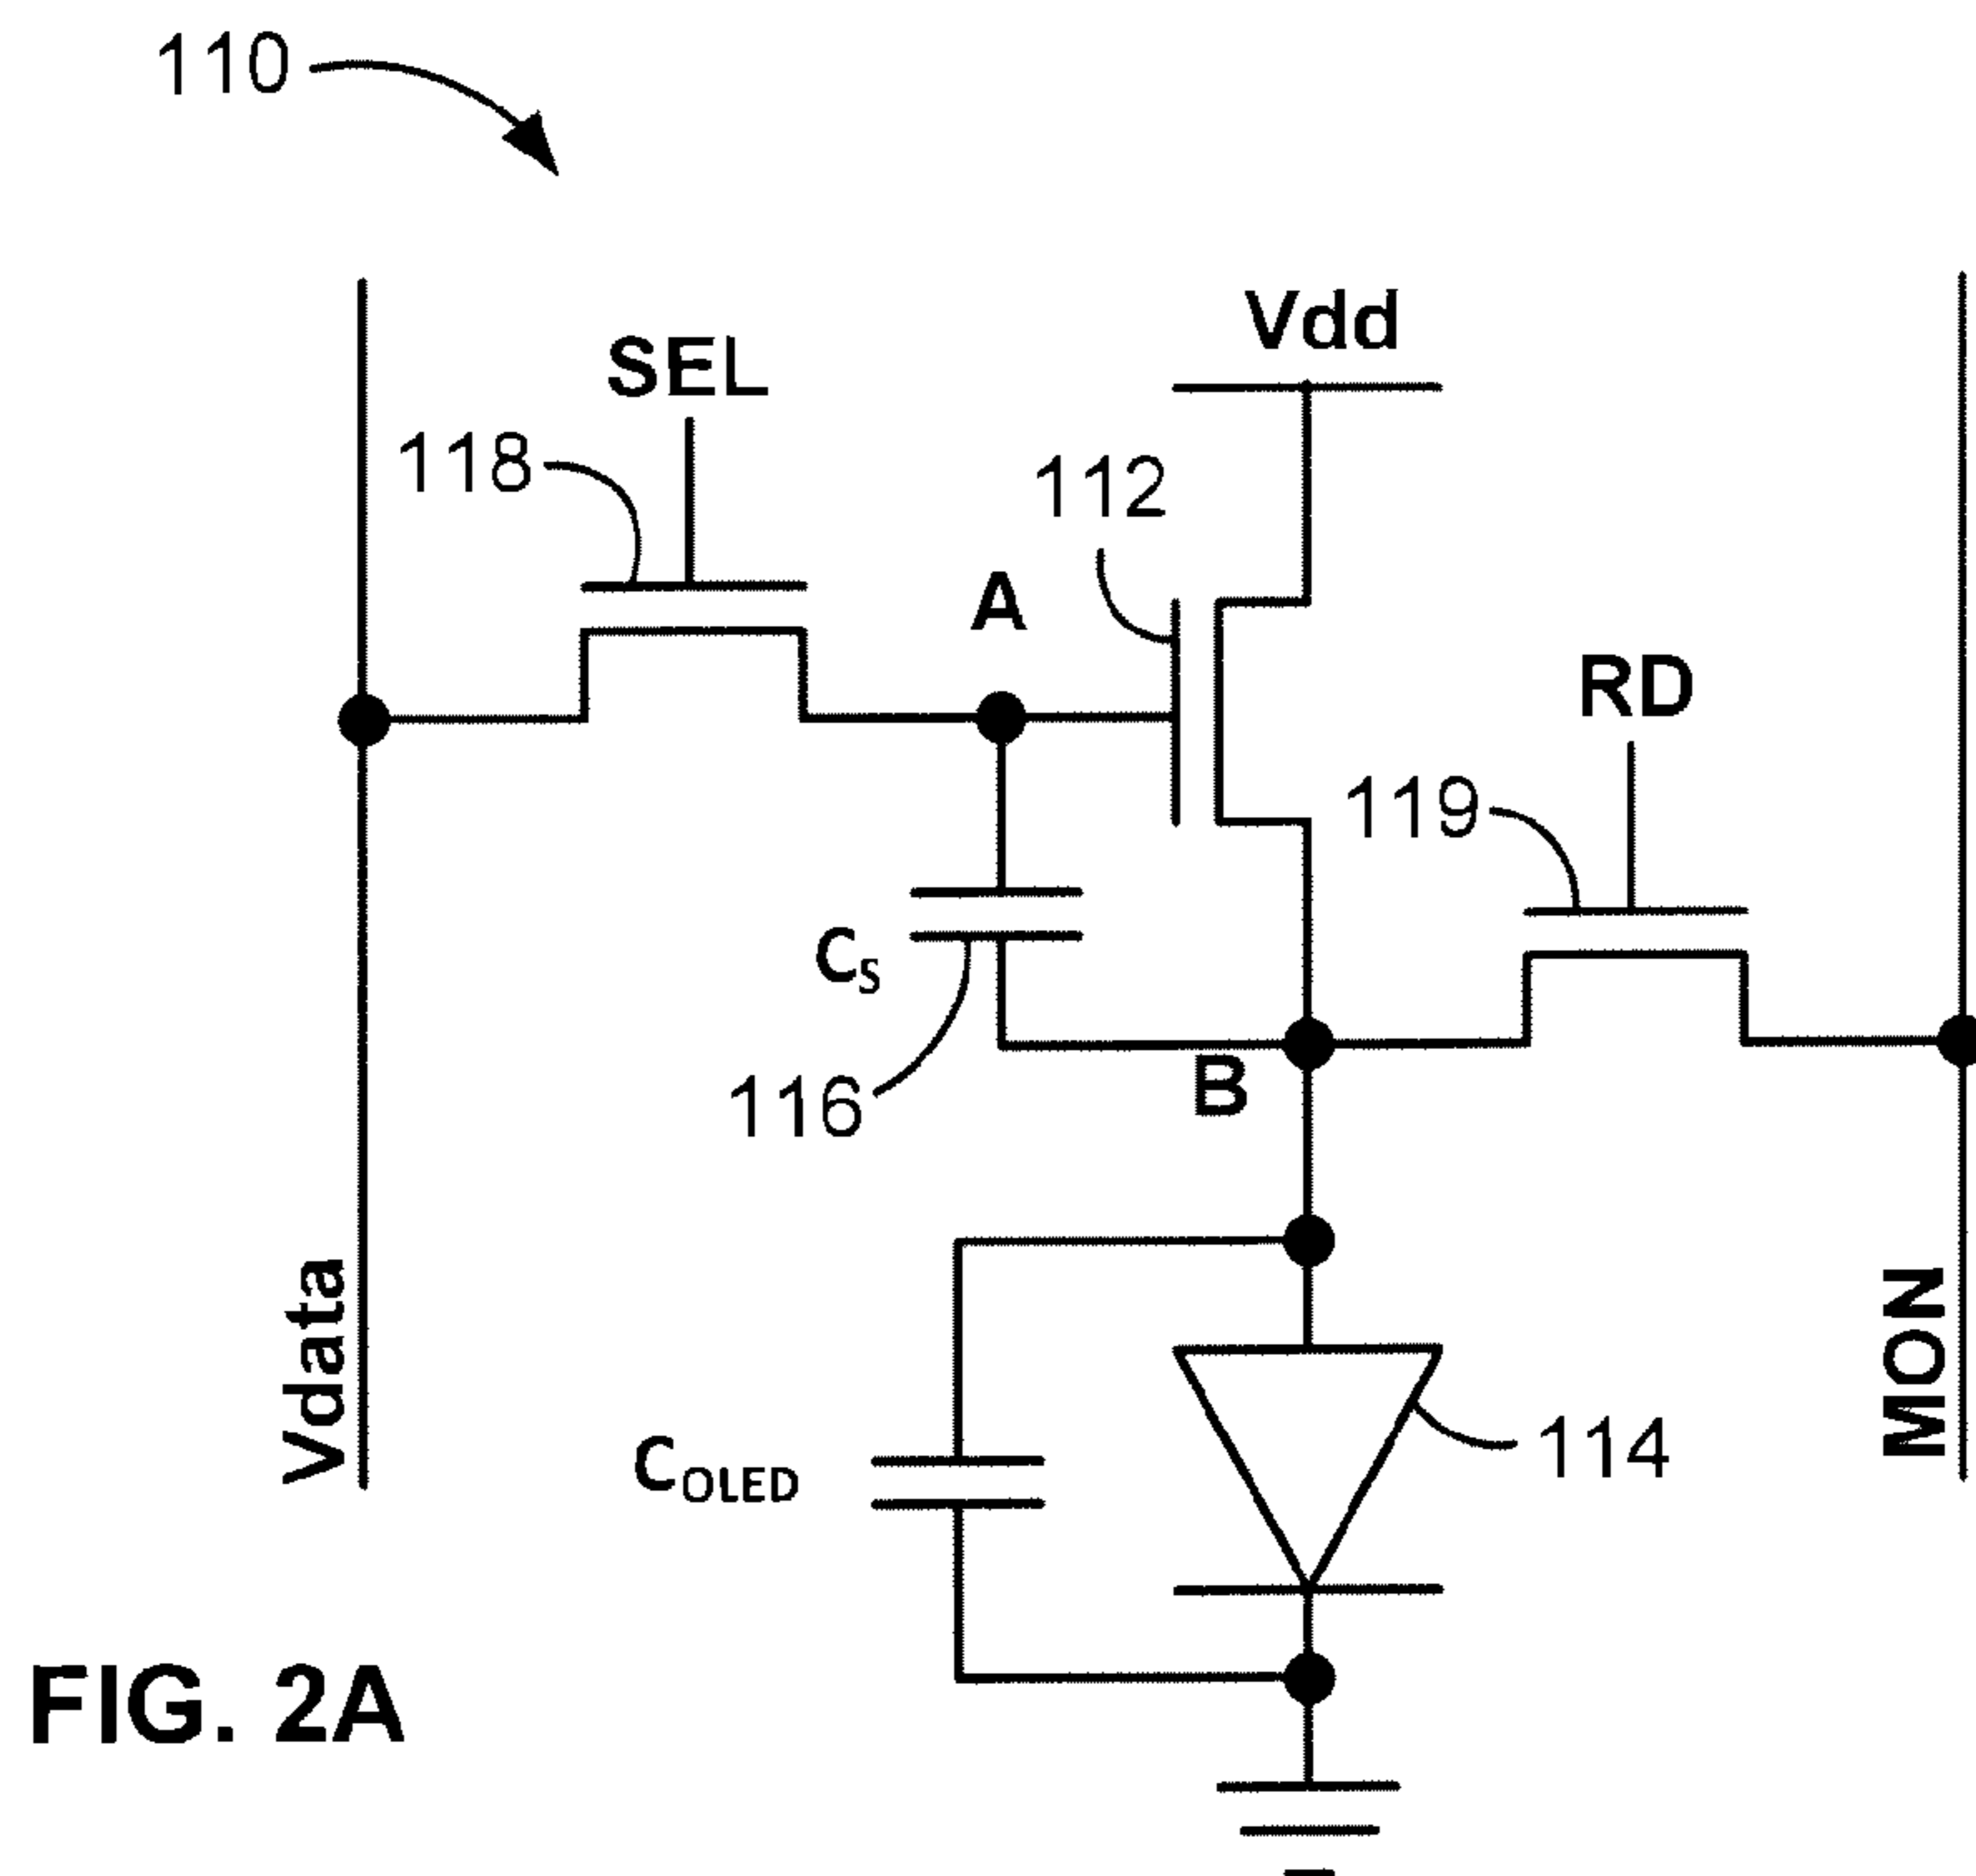 110
Vdd
SEL
118
112
A
RD
119
CS
B
116
Vdata
MON
COLED
114
FIG. 2A